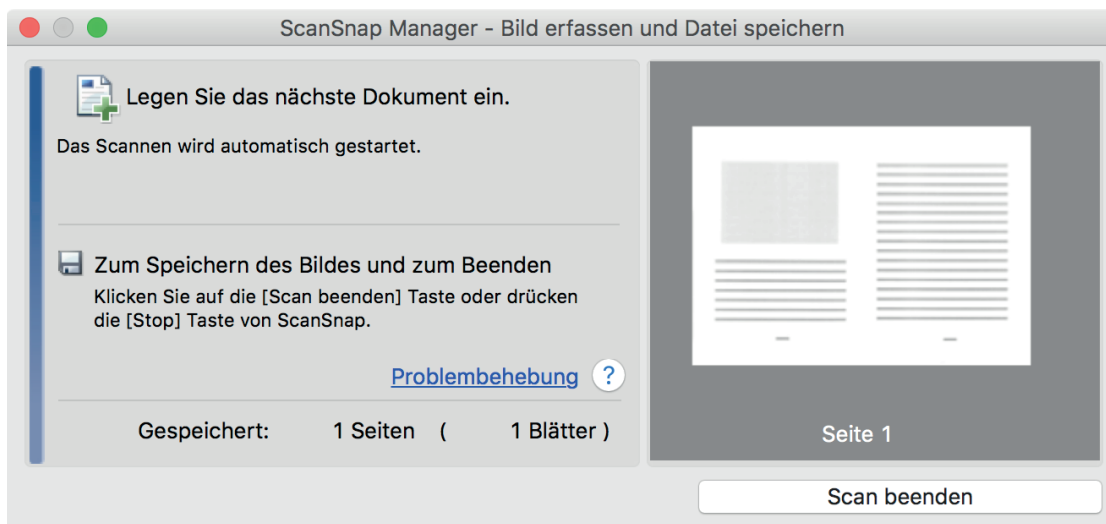 ScanSnap Manager - Bild erfassen und Datei speichern
Legen Sie das nächste Dokument ein.
Das Scannen wird automatisch gestartet.
Zum Speichern des Bildes und zum Beenden
Klicken Sie auf die [Scan beenden] Taste oder drücken
die [Stop] Taste von ScanSnap.
Problembehebung ?
Gespeichert: 1 Seiten ( 1 Blätter )
Seite 1
Scan beenden